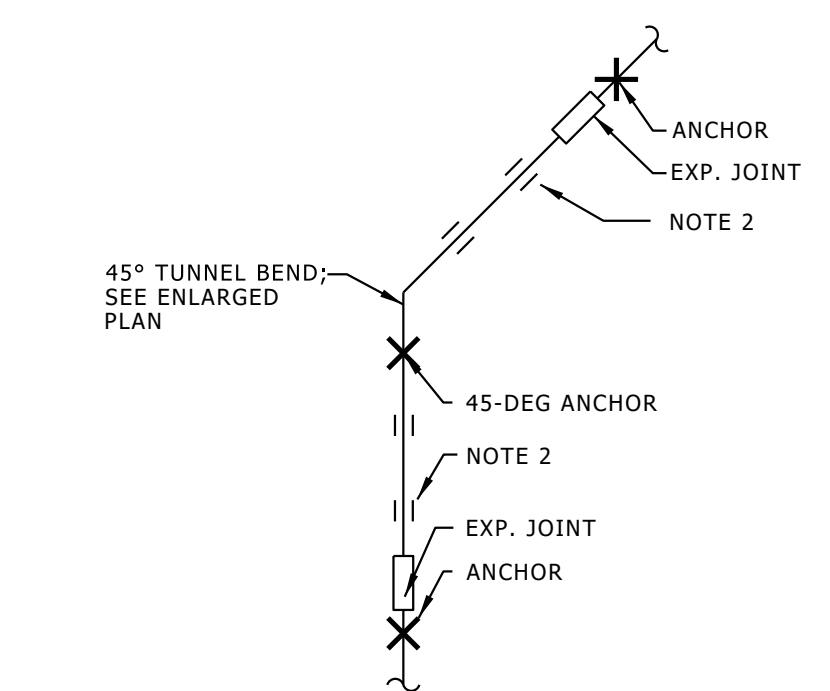 ANCHOR
EXP. JOINT
NOTE 2
45° TUNNEL BEND;
SEE ENLARGED
PLAN
45-DEG ANCHOR
NOTE 2
EXP. JOINT
ANCHOR